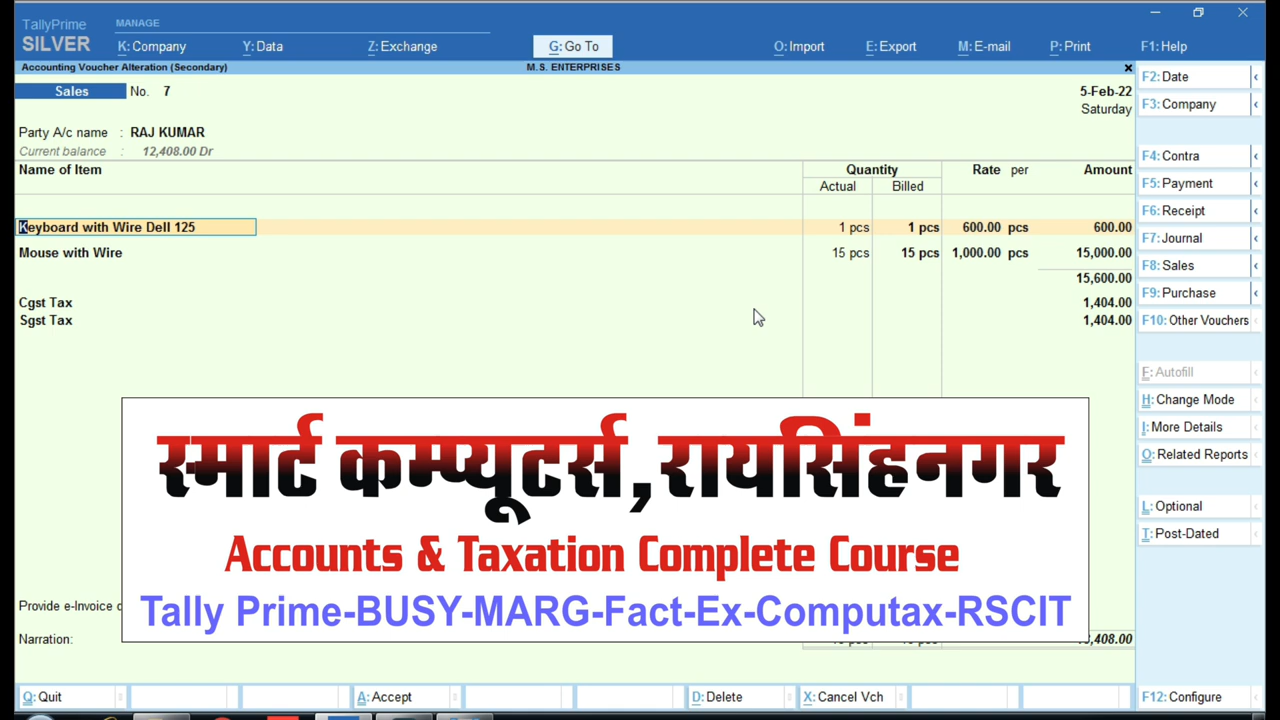 TallyPrime MANAGE
SILVER K: Company Y: Data Z: Exchange G: Go To O: Import E: Export M: E-mail P: Print F1: Help
Accounting Voucher Alteration (Secondary) M.S. ENTERPRISES
F2: Date
Sales No. 7 5-Feb-22
F3: Company
Saturday
Party A/c name : RAJ KUMAR
Current balance : 12,408.00 Dr
F4: Contra
Name of Item Quantity Rate per Amount
Actual Billed
F5: Payment
F6: Receipt
Keyboard with Wire Dell 125 1 pcs 1 pcs 600.00 pcs 600.00
F7: Journal
Mouse with Wire 15 pcs 15 pcs 1,000.00 pcs 15,000.00
F8: Sales
15,600.00
F9: Purchase
Cgst Tax 1,404.00
Sgst Tax 1,404.00
F10: Other Vouchers
F: Autofill
H: Change Mode
I: More Details
O: Related Reports
स्मार्ट कम्प्यूटर्स,रायसिंहनगर
L: Optional
T: Post-Dated
Accounts & Taxation Complete Course
Provide e-Invoice
Tally Prime-BUSY-MARG-Fact-Ex-Computax-RSCIT
Narration: 408.00
Q: Quit A: Accept D: Delete X: Cancel Vch F12: Configure